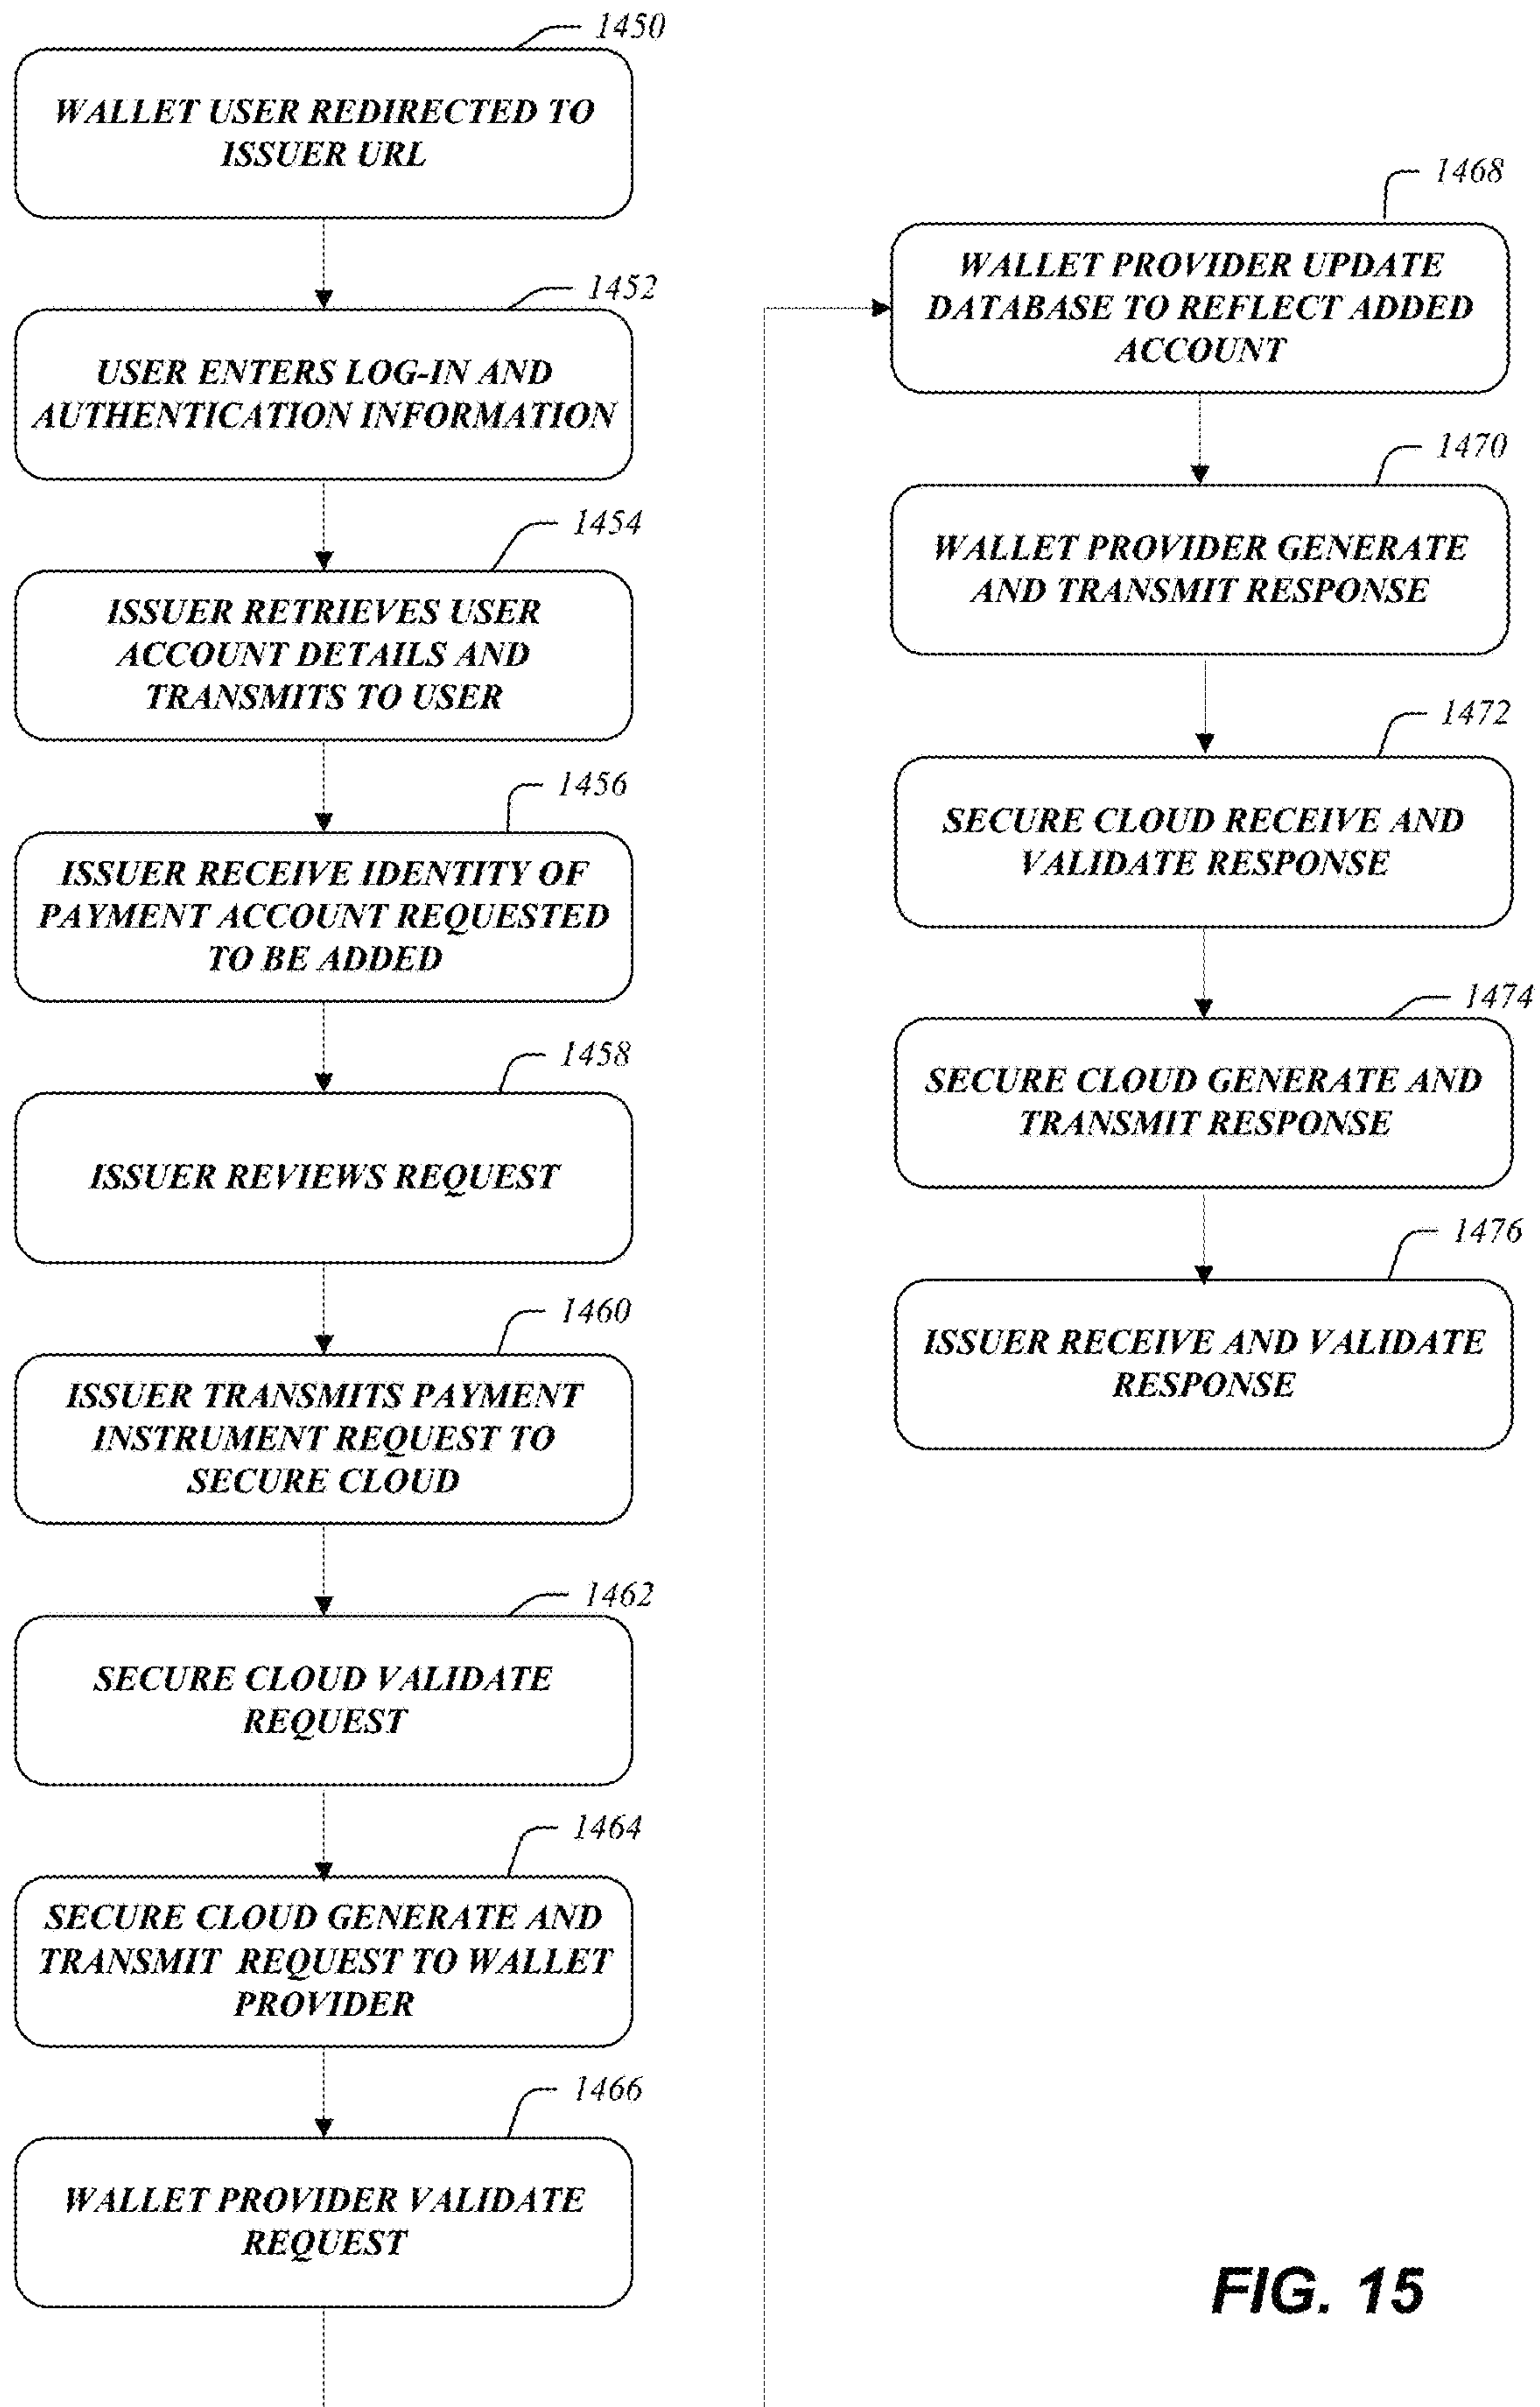 1450
WALLET USER REDIRECTED TO
ISSUER URL
1452
USER ENTERS LOG-IN AND
AUTHENTICATION INFORMATION
1454
ISSUER RETRIEVES USER
ACCOUNT DETAILS AND
TRANSMITS TO USER
1456
ISSUER RECEIVE IDENTITY OF
PAYMENT ACCOUNT REQUESTED
TO BE ADDED
1458
ISSUER REVIEWS REQUEST
1460
ISSUER TRANSMITS PAYMENT
INSTRUMENT REQUEST TO
SECURE CLOUD
1462
SECURE CLOUD VALIDATE
REQUEST
1464
SECURE CLOUD GENERATE AND
TRANSMIT REQUEST TO WALLET
PROVIDER
1466
WALLET PROVIDER VALIDATE
REQUEST
1468
WALLET PROVIDER UPDATE
DATABASE TO REFLECT ADDED
ACCOUNT
1470
WALLET PROVIDER GENERATE
AND TRANSMIT RESPONSE
1472
SECURE CLOUD RECEIVE AND
VALIDATE RESPONSE
1474
SECURE CLOUD GENERATE AND
TRANSMIT RESPONSE
1476
ISSUER RECEIVE AND VALIDATE
RESPONSE
FIG. 15